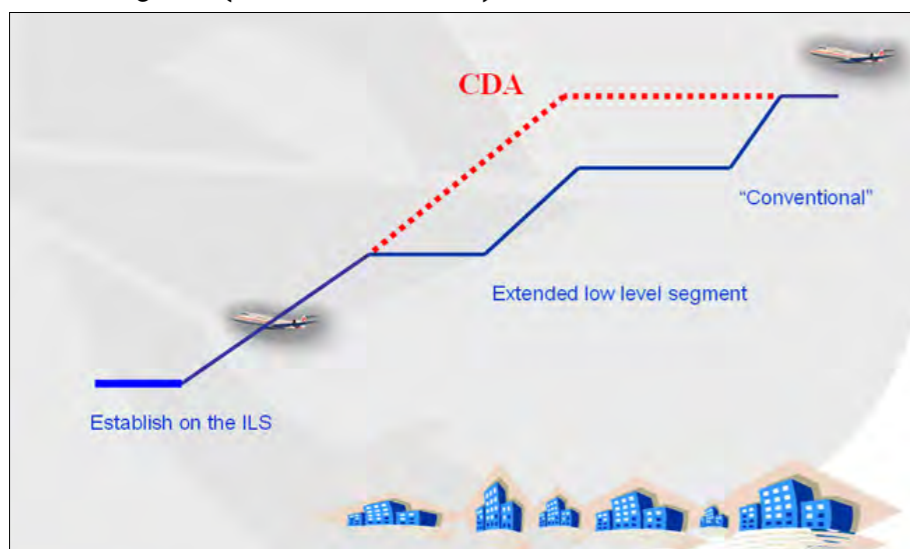 CDA
“Conventional”
Extended low level segment
Establish on the ILS